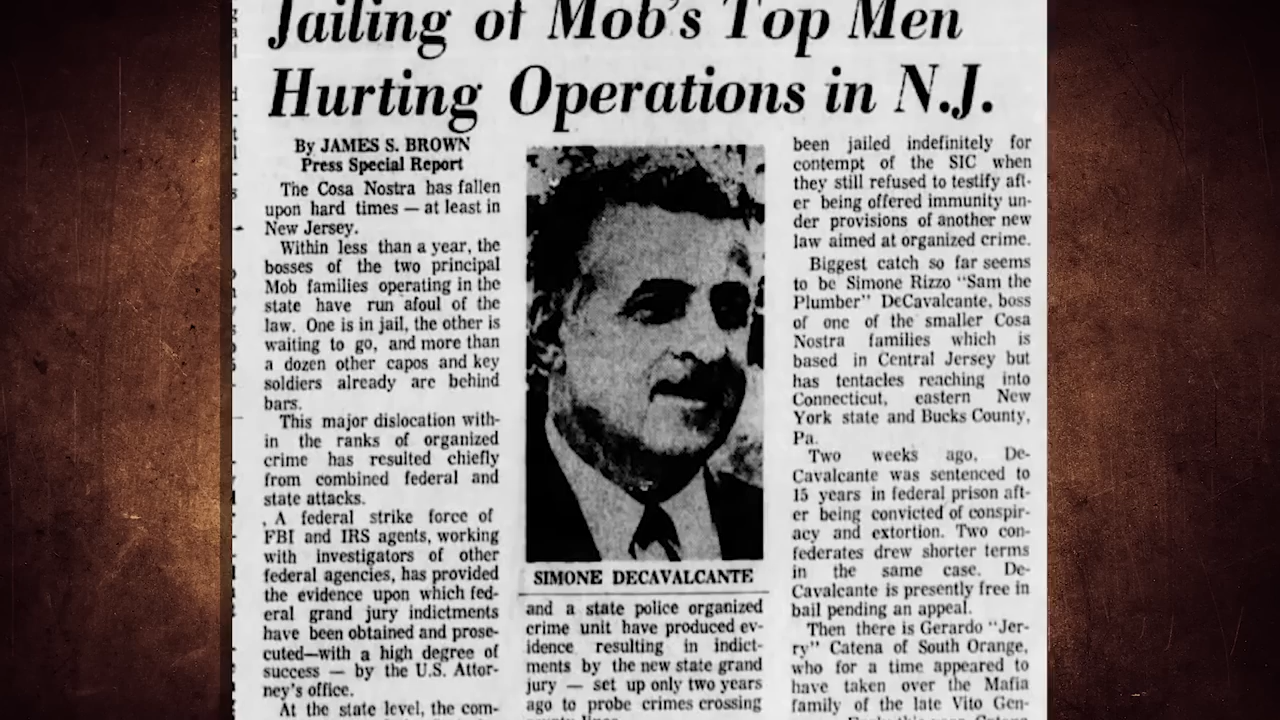 Jailing of Mob's Top Men
Hurting Operations in N.J.
By JAMES S. BROWN
Press Special Report
The Cosa Nostra has fallen
upon hard times — at least in
New Jersey.
Within less than a year, the
bosses of the two principal
Mob families operating in the
state have run afoul of the
law. One is in jail, the other is
waiting to go, and more than
a dozen other capos and key
soldiers already are behind
bars.
This major dislocation with-
in the ranks of organized
crime has resulted chiefly
from combined federal and
state attacks.
A federal strike force of
FBI and IRS agents, working
with investigators of other
federal agencies, has provided
the evidence upon which fed-
eral grand jury indictments
have been obtained and prose-
cuted—with a high degree of
success — by the U.S. Attor-
ney's office.
At the state level, the com-
SIMONE DECAVALCANTE
and a state police organized
crime unit have produced ev-
idence resulting in indict-
ments by the new state grand
jury — set up only two years
ago to probe crimes crossing
been jailed indefinitely for
contempt of the SIC when
they still refused to testify aft-
er being offered immunity un-
der provisions of another new
law aimed at organized crime.
Biggest catch so far seems
to be Simone Rizzo "Sam the
Plumber" DeCavalcante, boss
of one of the smaller Cosa
Nostra families which is
based in Central Jersey but
has tentacles reaching into
Connecticut, eastern New
York state and Bucks County,
Pa.
Two weeks ago, De-
Cavalcante was sentenced to
15 years in federal prison aft-
er being convicted of conspir-
acy and extortion. Two con-
federates drew shorter terms
in the same case. De-
Cavalcante is presently free in
bail pending an appeal.
Then there is Gerardo "Jer-
ry" Catena of South Orange,
who for a time appeared to
have taken over the Mafia
family of the late Vito Gen-